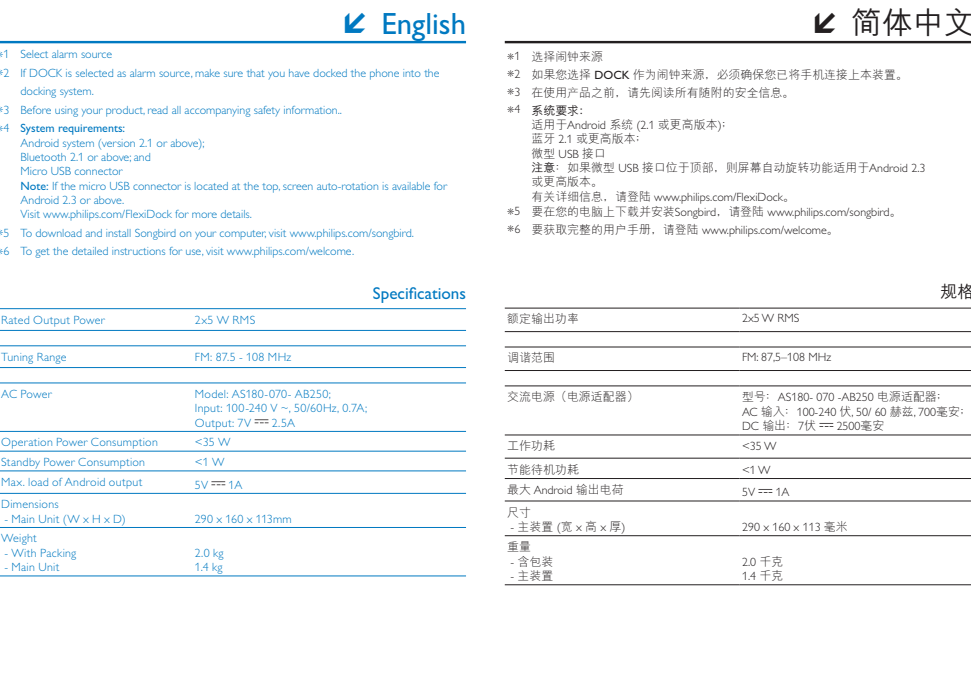 English
*1 Select alarm source
*2 If DOCK is selected as alarm source, make sure that you have docked the phone into the
docking system.
*3 Before using your product, read all accompanying safety information..
*4 System requirements:
Android system (version 2.1 or above);
Bluetooth 2.1 or above; and
Micro USB connector
Note: If the micro USB connector is located at the top, screen auto-rotation is available for
Android 2.3 or above.
Visit www.philips.com/FlexiDock for more details.
*5 To download and install Songbird on your computer, visit www.philips.com/songbird.
*6 To get the detailed instructions for use, visit www.philips.com/welcome.
Specifications
Rated Output Power 2x5 W RMS
Tuning Range FM: 87.5 - 108 MHz
AC Power Model: AS180-070- AB250;
Input: 100-240 V ~, 50/60Hz, 0.7A;
Output: 7V ⎓ 2.5A
Operation Power Consumption <35 W
Standby Power Consumption <1 W
Max. load of Android output 5V ⎓ 1A
Dimensions
- Main Unit (W x H x D) 290 x 160 x 113mm
Weight
- With Packing 2.0 kg
- Main Unit 1.4 kg
简体中文
*1 选择闹钟来源
*2 如果您选择 DOCK 作为闹钟来源，必须确保您已将手机连接上本装置。
*3 在使用产品之前，请先阅读所有随附的安全信息。
*4 系统要求：
适用于Android 系统 (2.1 或更高版本)；
蓝牙 2.1 或更高版本；
微型 USB 接口
注意：如果微型 USB 接口位于顶部，则屏幕自动旋转功能适用于Android 2.3
或更高版本。
有关详细信息，请登陆 www.philips.com/FlexiDock。
*5 要在您的电脑上下载并安装Songbird，请登陆 www.philips.com/songbird。
*6 要获取完整的用户手册，请登陆 www.philips.com/welcome。
规格
额定输出功率 2x5 W RMS
调谐范围 FM: 87,5–108 MHz
交流电源（电源适配器） 型号：AS180- 070 -AB250 电源适配器；
AC 输入：100-240 伏, 50/ 60 赫兹, 700毫安；
DC 输出：7伏 ⎓ 2500毫安
工作功耗 <35 W
节能待机功耗 <1 W
最大 Android 输出电荷 5V ⎓ 1A
尺寸
- 主装置 (宽 x 高 x 厚) 290 x 160 x 113 毫米
重量
- 含包装 2.0 千克
- 主装置 1.4 千克